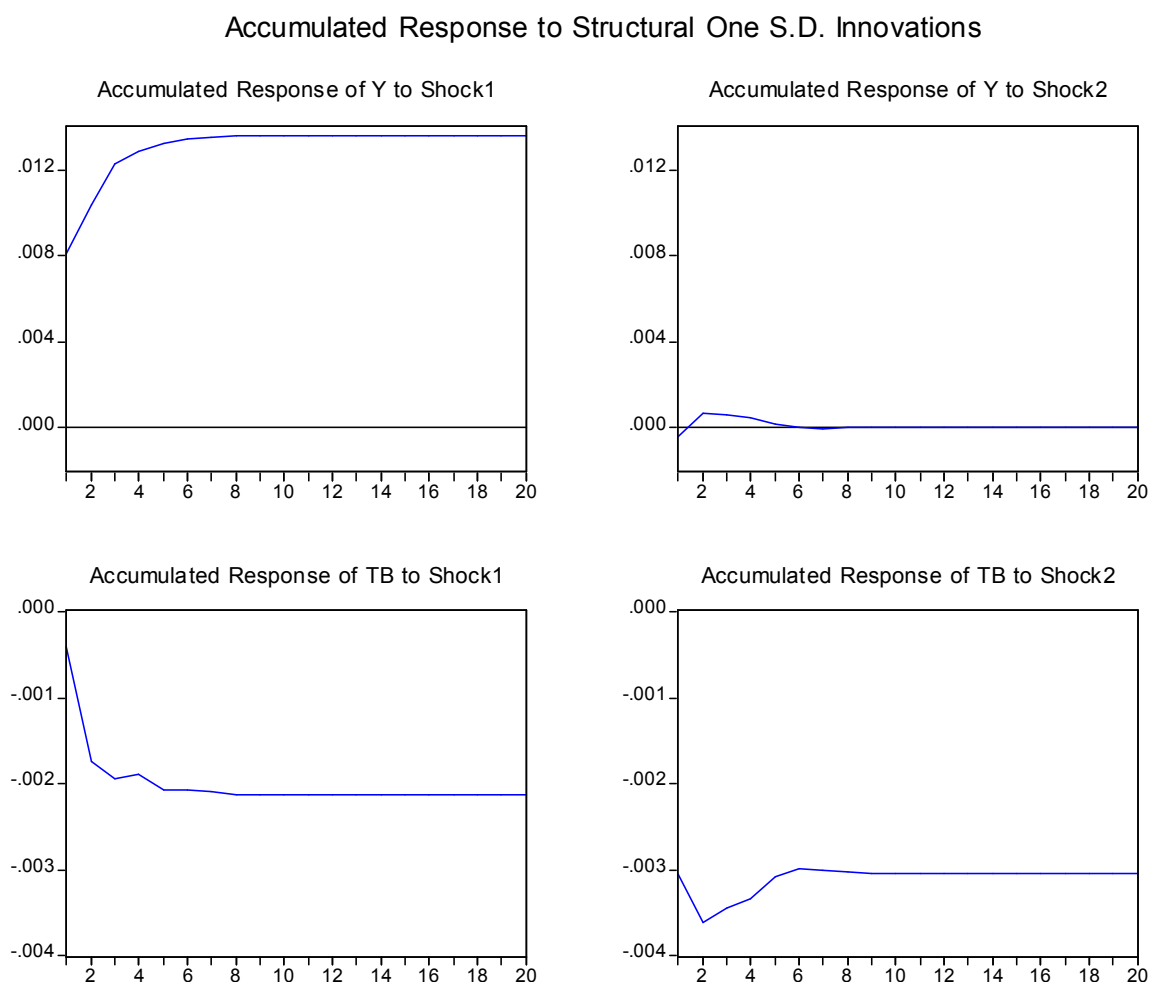 Accumulated Response to Structural One S.D. Innovations
Accumulated Response of Y to Shock1
.012
.008
.004
.000
2 4 6 8 10 12 14 16 18 20
Accumulated Response of Y to Shock2
.012
.008
.004
.000
2 4 6 8 10 12 14 16 18 20
Accumulated Response of TB to Shock1
.000
-.001
-.002
-.003
-.004
2 4 6 8 10 12 14 16 18 20
Accumulated Response of TB to Shock2
.000
-.001
-.002
-.003
-.004
2 4 6 8 10 12 14 16 18 20